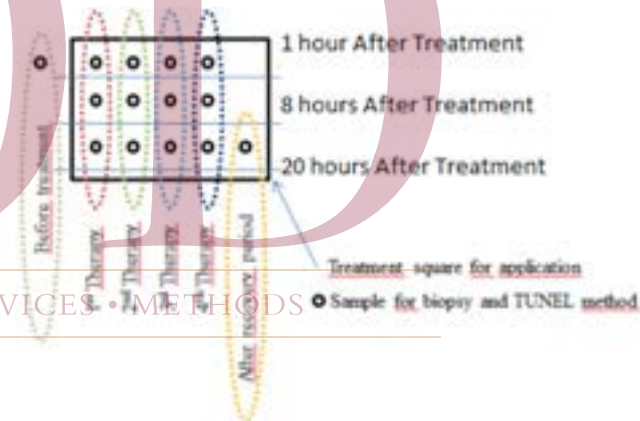 1 hour After Treatment
8 hours After Treatment
20 hours After Treatment
Before treatment
Therapy
2nd Therapy
Therapy
Therapy
After recovery period
Treatment square for application
Sample for biopsy and TUNEL method
VICES • METHODS